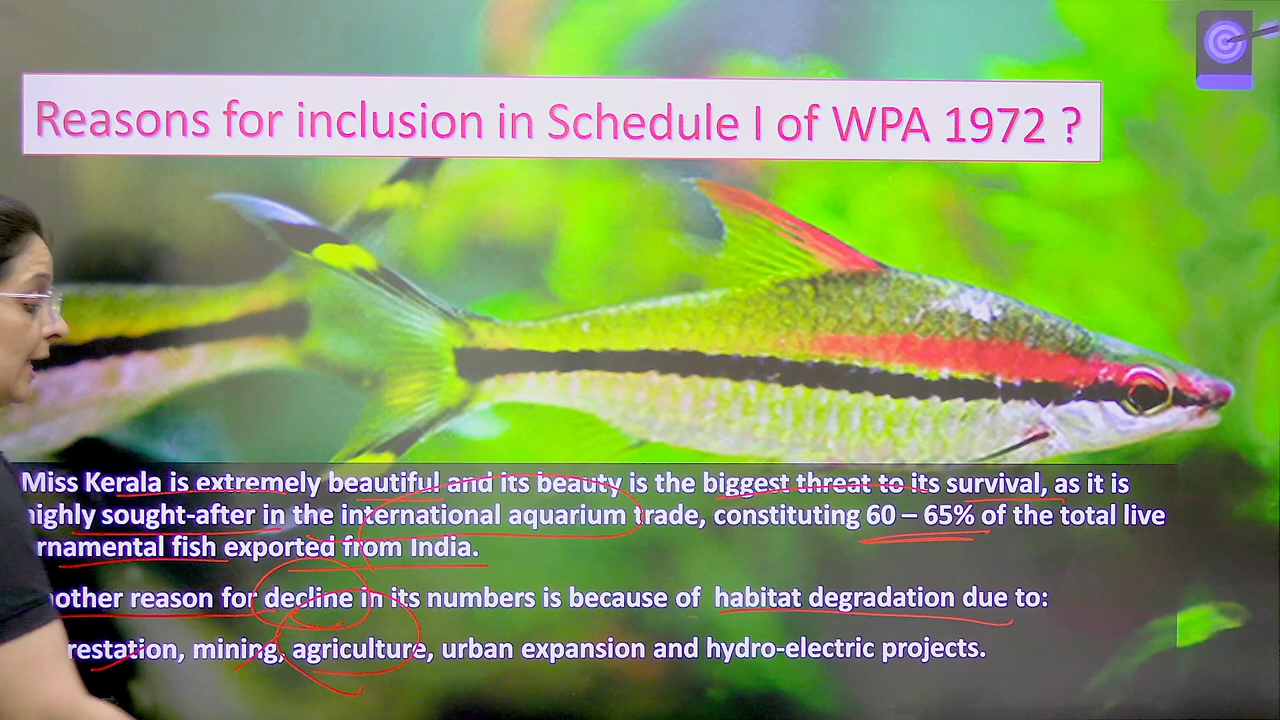 Reasons for inclusion in Schedule I of WPA 1972 ?
Miss Kerala is extremely beautiful and its beauty is the biggest threat to its survival, as it is
highly sought-after in the international aquarium trade, constituting 60 – 65% of the total live
ornamental fish exported from India.
other reason for decline in its numbers is because of habitat degradation due to:
restation, mining, agriculture, urban expansion and hydro-electric projects.